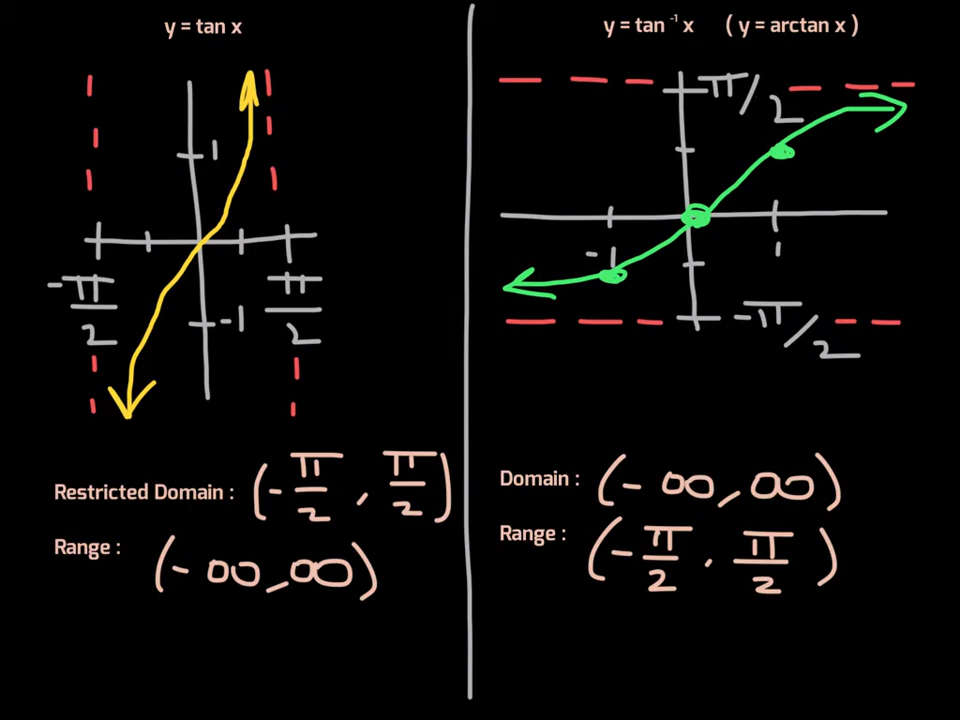 y = tan x
1
-π/2
π/2
-1
Restricted Domain : (-π/2, π/2)
Range : (-∞, ∞)
y = tan⁻¹ x ( y = arctan x )
π/2
-1
1
-π/2
Domain : (-∞, ∞)
Range : (-π/2, π/2)